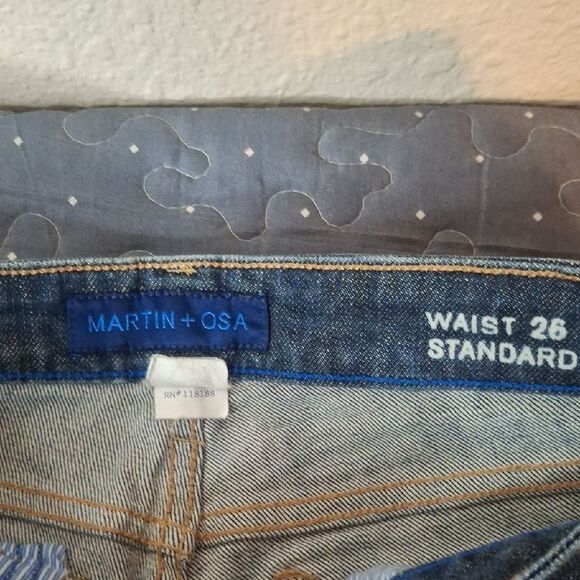 MARTIN + OSA
WAIST 26
STANDARD
RN# 118188